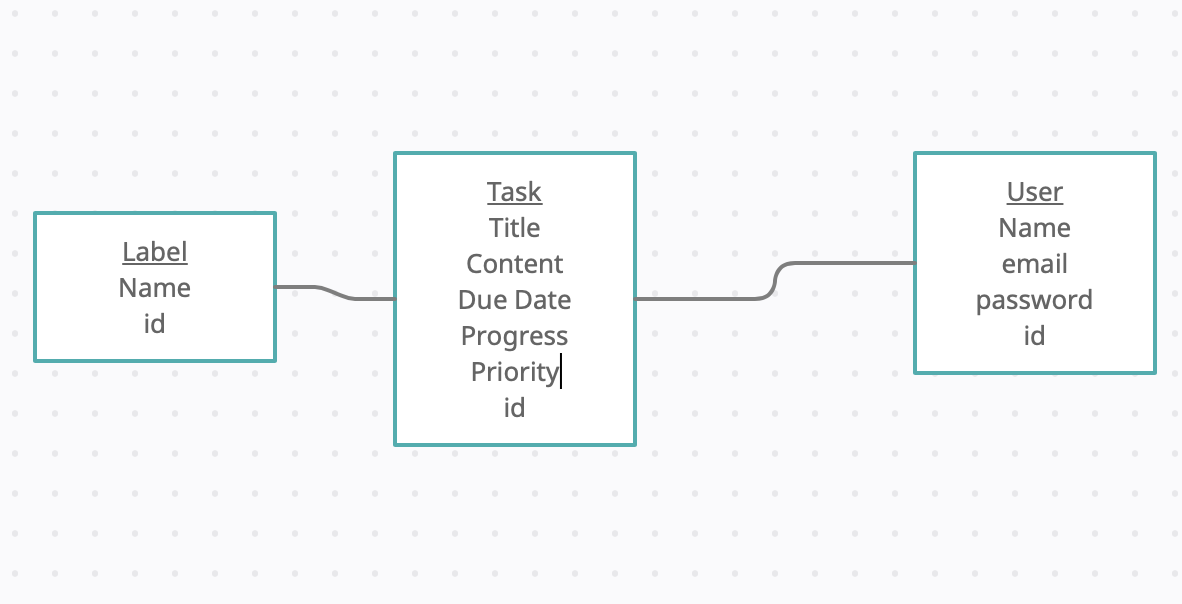 Label
Name
id
Task
Title
Content
Due Date
Progress
Priority
id
User
Name
email
password
id